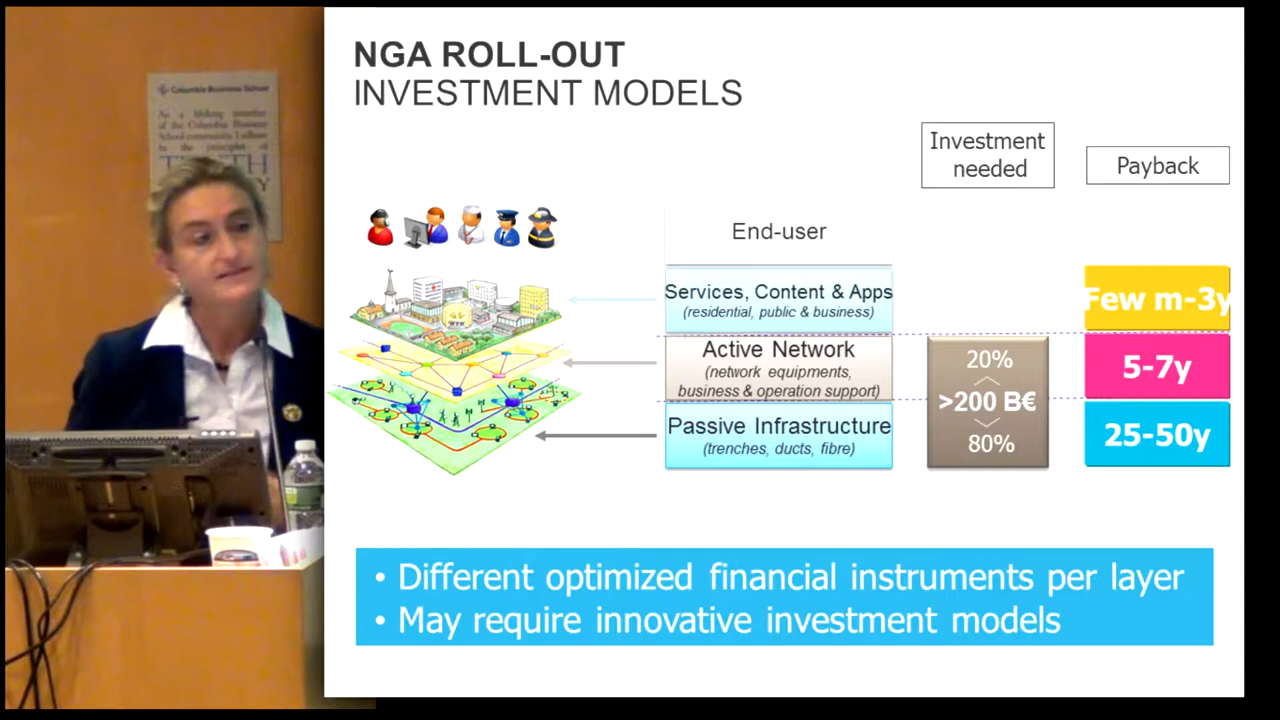 NGA ROLL-OUT
INVESTMENT MODELS
Investment
needed
Payback
End-user
Services, Content & Apps
(residential, public & business)
Few m-3y
Active Network
(network equipments,
business & operation support)
20%
5-7y
>200 B€
Passive Infrastructure
(trenches, ducts, fibre)
80%
25-50y
• Different optimized financial instruments per layer
• May require innovative investment models
Columbia Business School